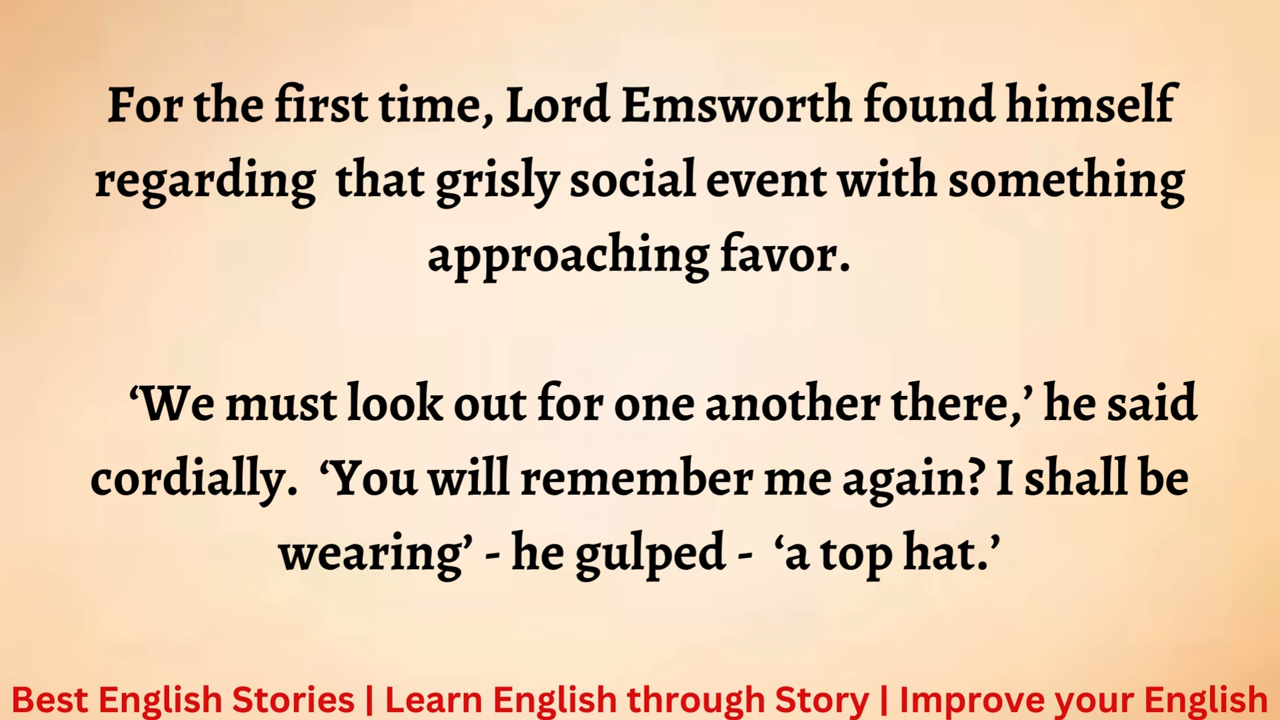 For the first time, Lord Emsworth found himself
regarding  that grisly social event with something
approaching favor.
‘We must look out for one another there,’ he said
cordially.  ‘You will remember me again? I shall be
wearing’ - he gulped -  ‘a top hat.’
Best English Stories | Learn English through Story | Improve your English